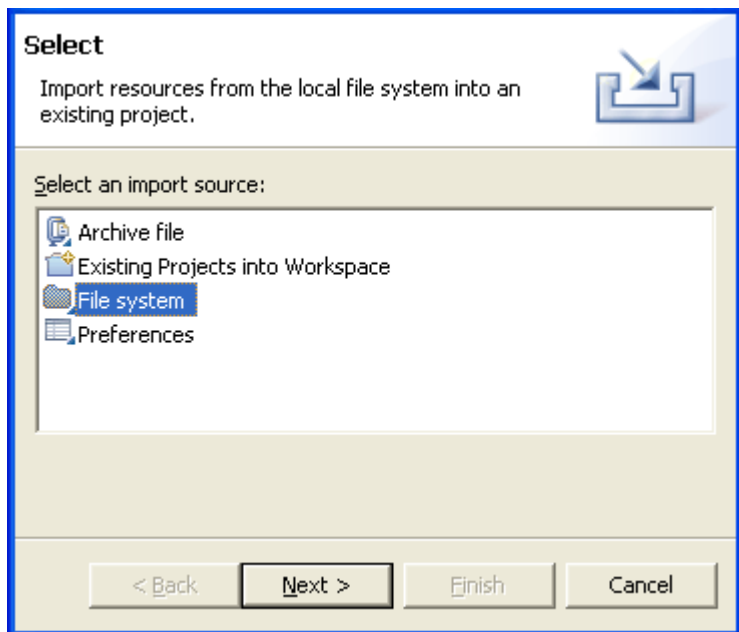 Select
Import resources from the local file system into an
existing project.
Select an import source:
Archive file
Existing Projects into Workspace
File system
Preferences
< Back Next > Finish Cancel